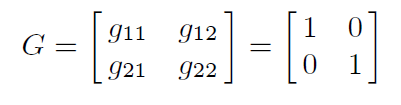 G = [ g11 g12 ] = [ 1 0 ]
[ g21 g22 ] [ 0 1 ]